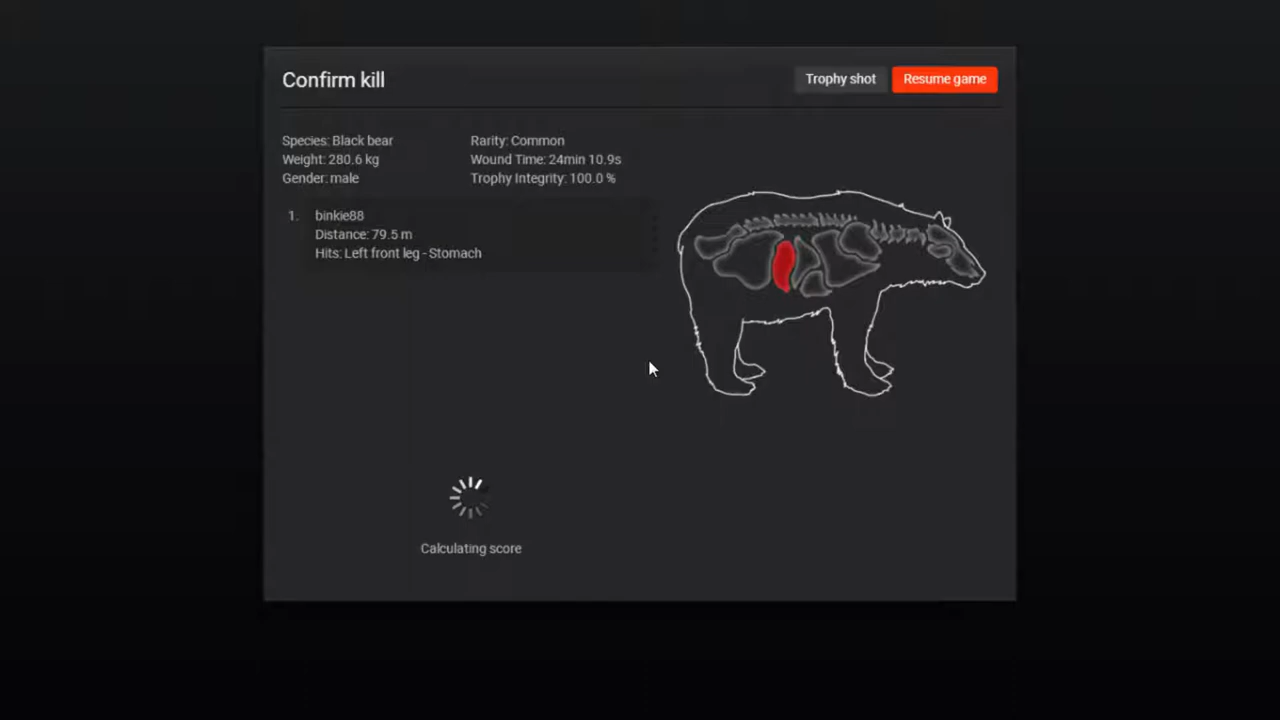 Confirm kill
Trophy shot
Resume game
Species: Black bear
Rarity: Common
Weight: 280.6 kg
Wound Time: 24min 10.9s
Gender: male
Trophy Integrity: 100.0 %
1. binkie88
Distance: 79.5 m
Hits: Left front leg - Stomach
Calculating score